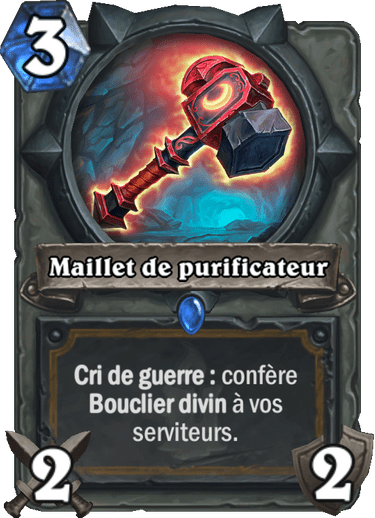 3
Maillet de purificateur
Cri de guerre : confère
Bouclier divin à vos
serviteurs.
2
2